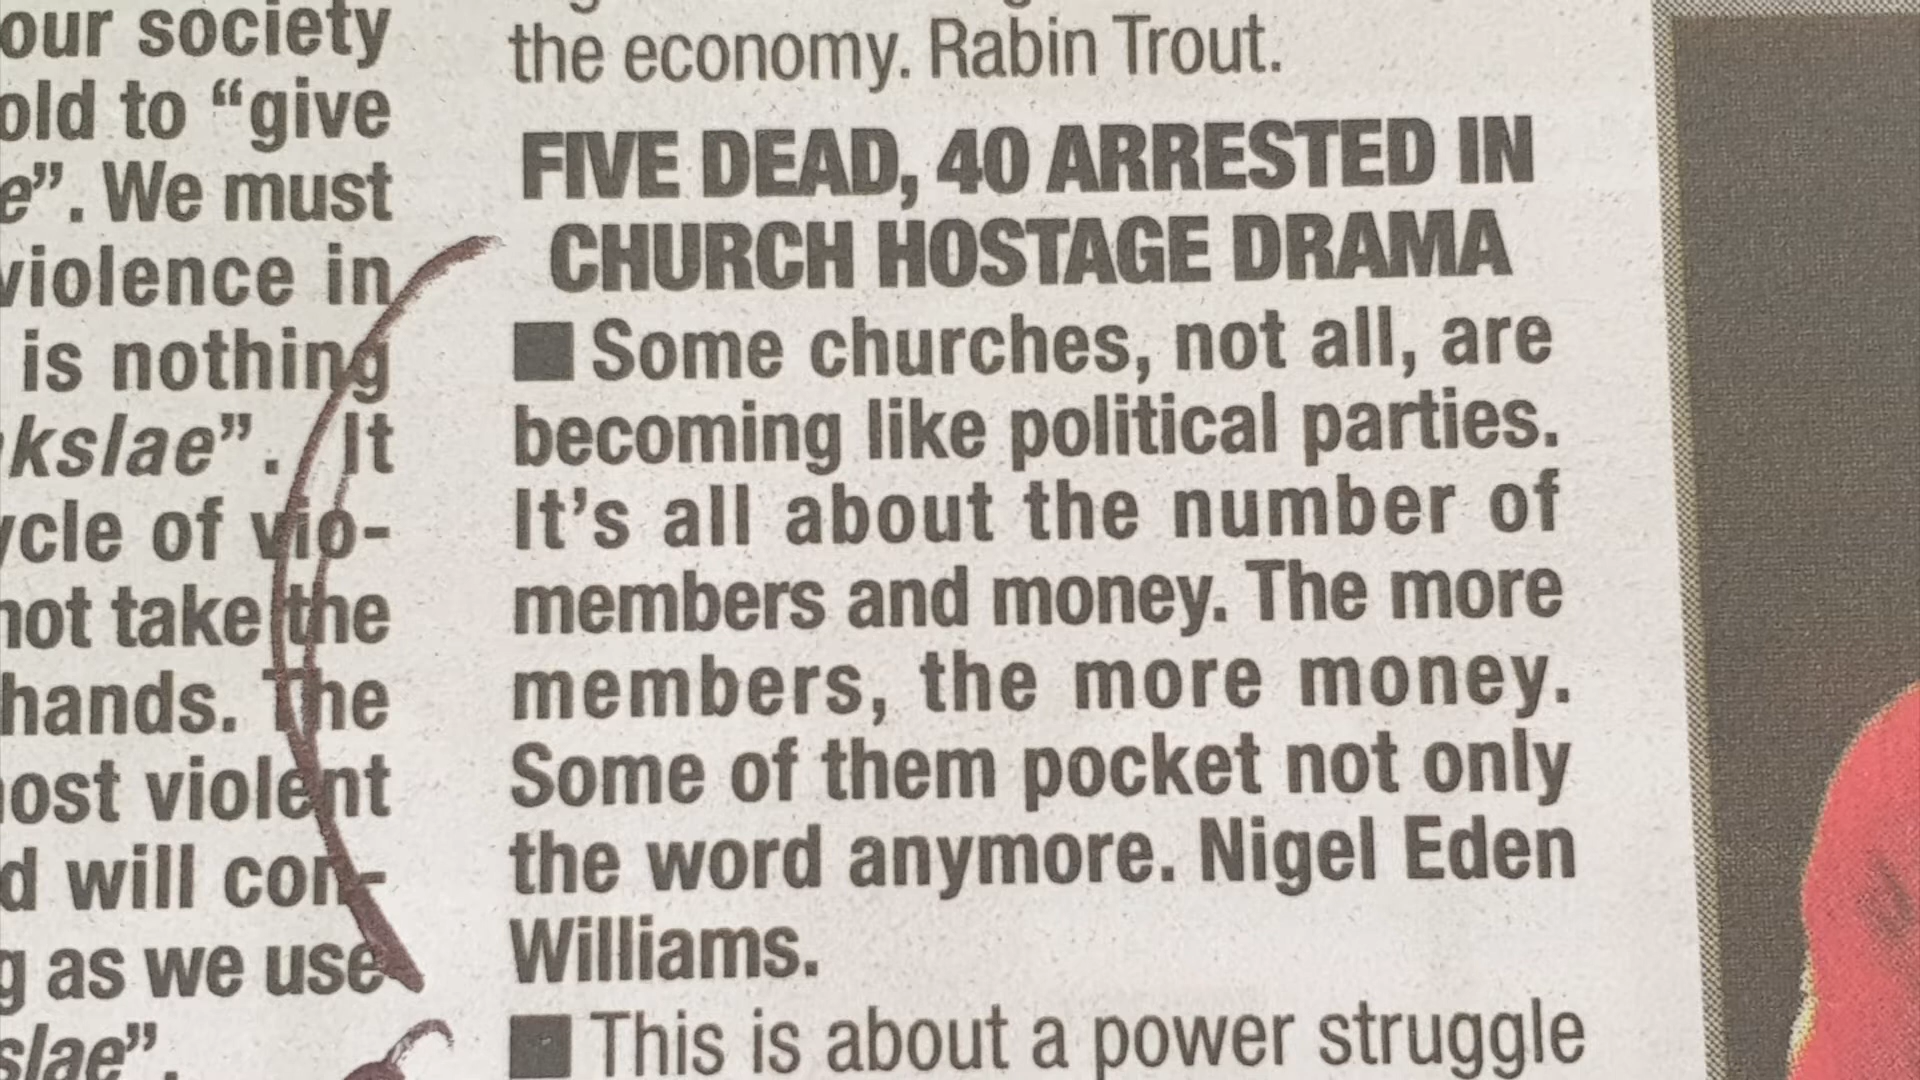 our society
old to “give
e”. We must
violence in
is nothing
kslae”. It
ycle of vio-
not take the
hands. The
most violent
d will con-
g as we use
slae”.
the economy. Rabin Trout.
FIVE DEAD, 40 ARRESTED IN
CHURCH HOSTAGE DRAMA
■ Some churches, not all, are
becoming like political parties.
It’s all about the number of
members and money. The more
members, the more money.
Some of them pocket not only
the word anymore. Nigel Eden
Williams.
■ This is about a power struggle